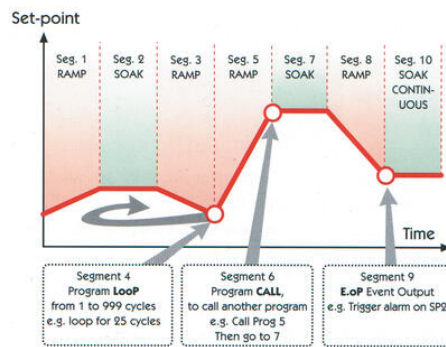 Set-point
Seg. 1
RAMP
Seg. 2
SOAK
Seg. 3
RAMP
Seg. 5
RAMP
Seg. 7
SOAK
Seg. 8
RAMP
Seg. 10
SOAK
CONTIN-
UOUS
Time
Segment 4
Program LooP
from 1 to 999 cycles
e.g. loop for 25 cycles
Segment 6
Program CALL,
to call another program
e.g. Call Prog 5
Then go to 7
Segment 9
E.oP Event Output
e.g. Trigger alarm on SP2